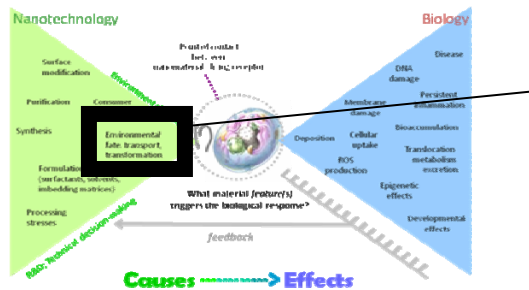 Nanotechnology
Biology
Surface
modification
Purification
Consumer
Synthesis
Environmental
fate: transport,
transformation
Formulation
(surfactants, solvents,
imbedding matrices)
Processing
stresses
R&D: Technical decision-making
Point of contact
between
nanomaterial
receptor
Disease
DNA
damage
Persistent
inflammation
Membrane
damage
Bioaccumulation
Deposition
Cellular
uptake
Translocation
metabolism
excretion
ROS
production
Epigenetic
effects
Developmental
effects
What material feature(s)
triggers the biological response?
feedback
Causes
Effects